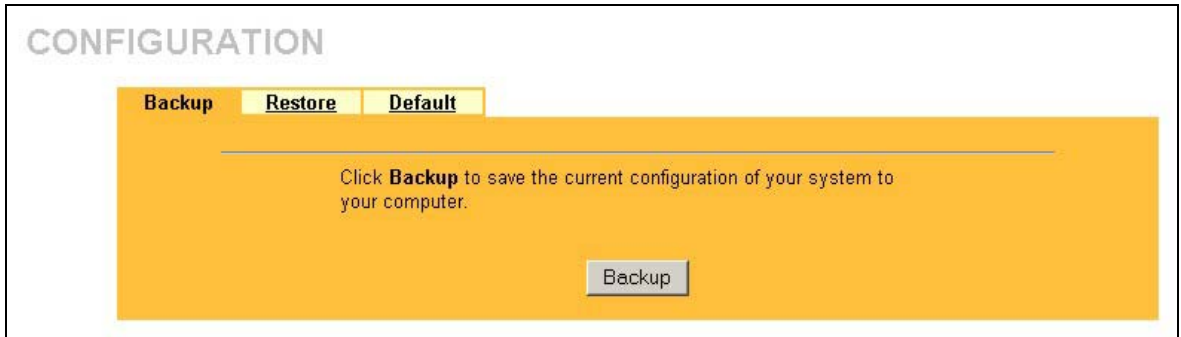 CONFIGURATION
Backup Restore Default
Click Backup to save the current configuration of your system to
your computer.
Backup